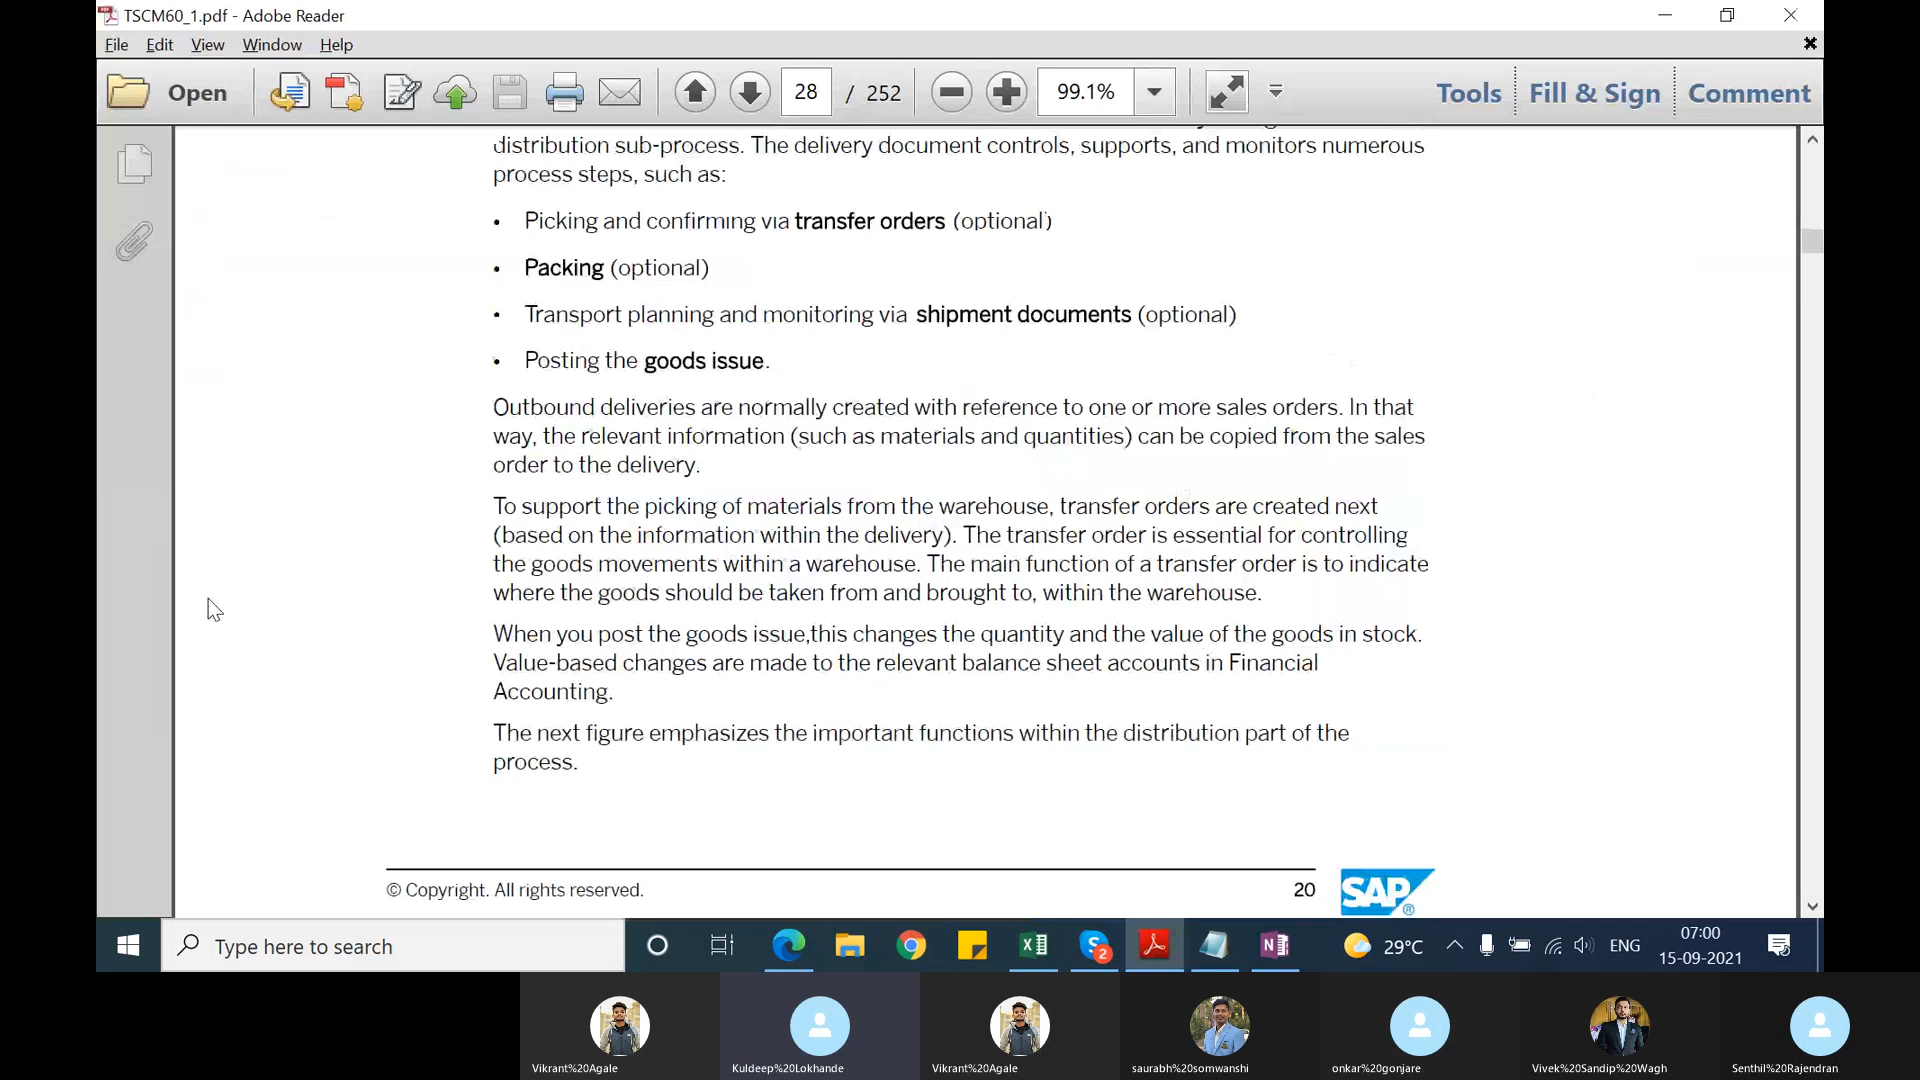 TSCM60_1.pdf - Adobe Reader
File Edit View Window Help
Open 28 / 252 99.1% Tools Fill & Sign Comment
distribution sub-process. The delivery document controls, supports, and monitors numerous
process steps, such as:
• Picking and confirming via transfer orders (optional)
• Packing (optional)
• Transport planning and monitoring via shipment documents (optional)
• Posting the goods issue.
Outbound deliveries are normally created with reference to one or more sales orders. In that
way, the relevant information (such as materials and quantities) can be copied from the sales
order to the delivery.
To support the picking of materials from the warehouse, transfer orders are created next
(based on the information within the delivery). The transfer order is essential for controlling
the goods movements within a warehouse. The main function of a transfer order is to indicate
where the goods should be taken from and brought to, within the warehouse.
When you post the goods issue,this changes the quantity and the value of the goods in stock.
Value-based changes are made to the relevant balance sheet accounts in Financial
Accounting.
The next figure emphasizes the important functions within the distribution part of the
process.
© Copyright. All rights reserved. 20 SAP®
Type here to search 2 29°C ENG 07:00
15-09-2021
Vikrant%20Agale Kuldeep%20Lokhande Vikrant%20Agale saurabh%20somwanshi onkar%20gonjare Vivek%20Sandip%20Wagh Senthil%20Rajendran